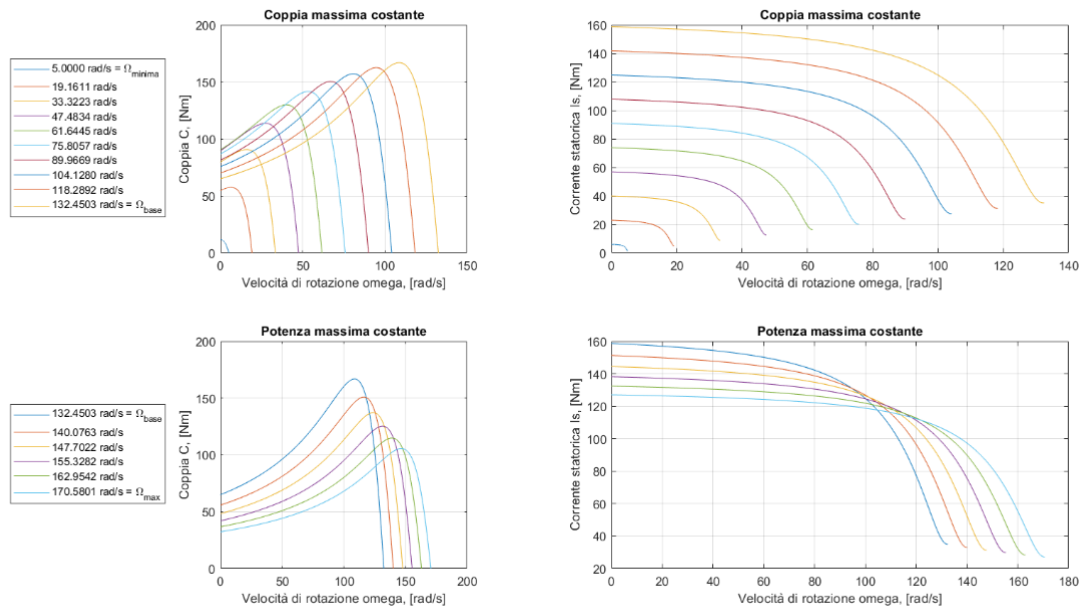 Coppia massima costante
5.0000 rad/s = Ωminima
19.1611 rad/s
33.3223 rad/s
47.4834 rad/s
61.6445 rad/s
75.8057 rad/s
89.9669 rad/s
104.1280 rad/s
118.2892 rad/s
132.4503 rad/s = Ωbase
Coppia C, [Nm]
200
150
100
50
0
0 50 100 150
Velocità di rotazione omega, [rad/s]
Coppia massima costante
Corrente statorica Is, [Nm]
160
140
120
100
80
60
40
20
0
0 20 40 60 80 100 120 140
Velocità di rotazione omega, [rad/s]
Potenza massima costante
132.4503 rad/s = Ωbase
140.0763 rad/s
147.7022 rad/s
155.3282 rad/s
162.9542 rad/s
170.5801 rad/s = Ωmax
Coppia C, [Nm]
200
150
100
50
0
0 50 100 150 200
Velocità di rotazione omega, [rad/s]
Potenza massima costante
Corrente statorica Is, [Nm]
160
140
120
100
80
60
40
20
0 20 40 60 80 100 120 140 160 180
Velocità di rotazione omega, [rad/s]